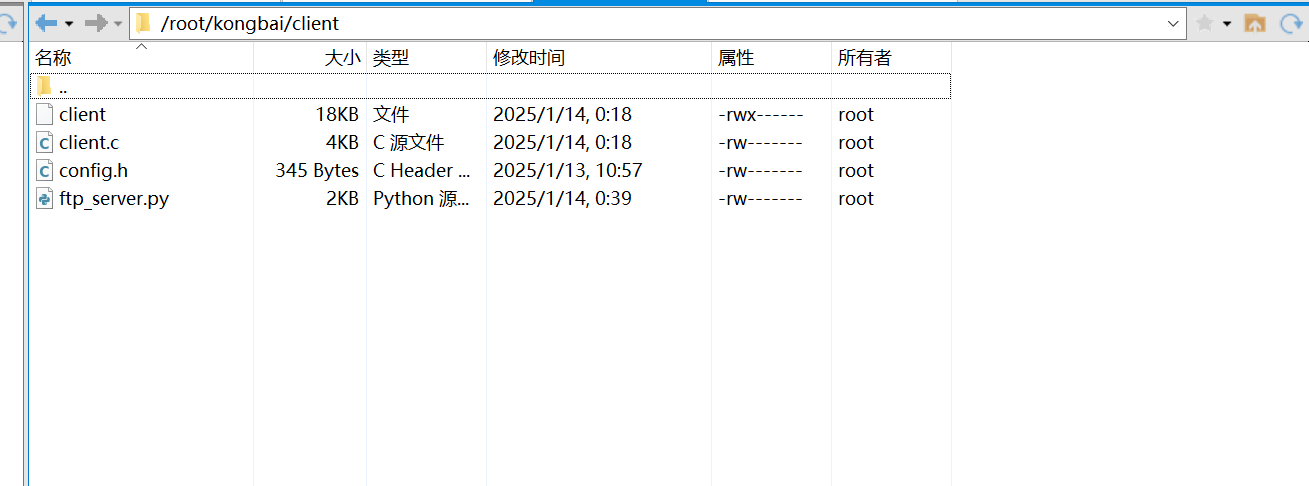 /root/kongbai/client
名称 大小 类型 修改时间 属性 所有者
..
client 18KB 文件 2025/1/14, 0:18 -rwx------ root
client.c 4KB C 源文件 2025/1/14, 0:18 -rw------- root
config.h 345 Bytes C Header ... 2025/1/13, 10:57 -rw------- root
ftp_server.py 2KB Python 源... 2025/1/14, 0:39 -rw------- root